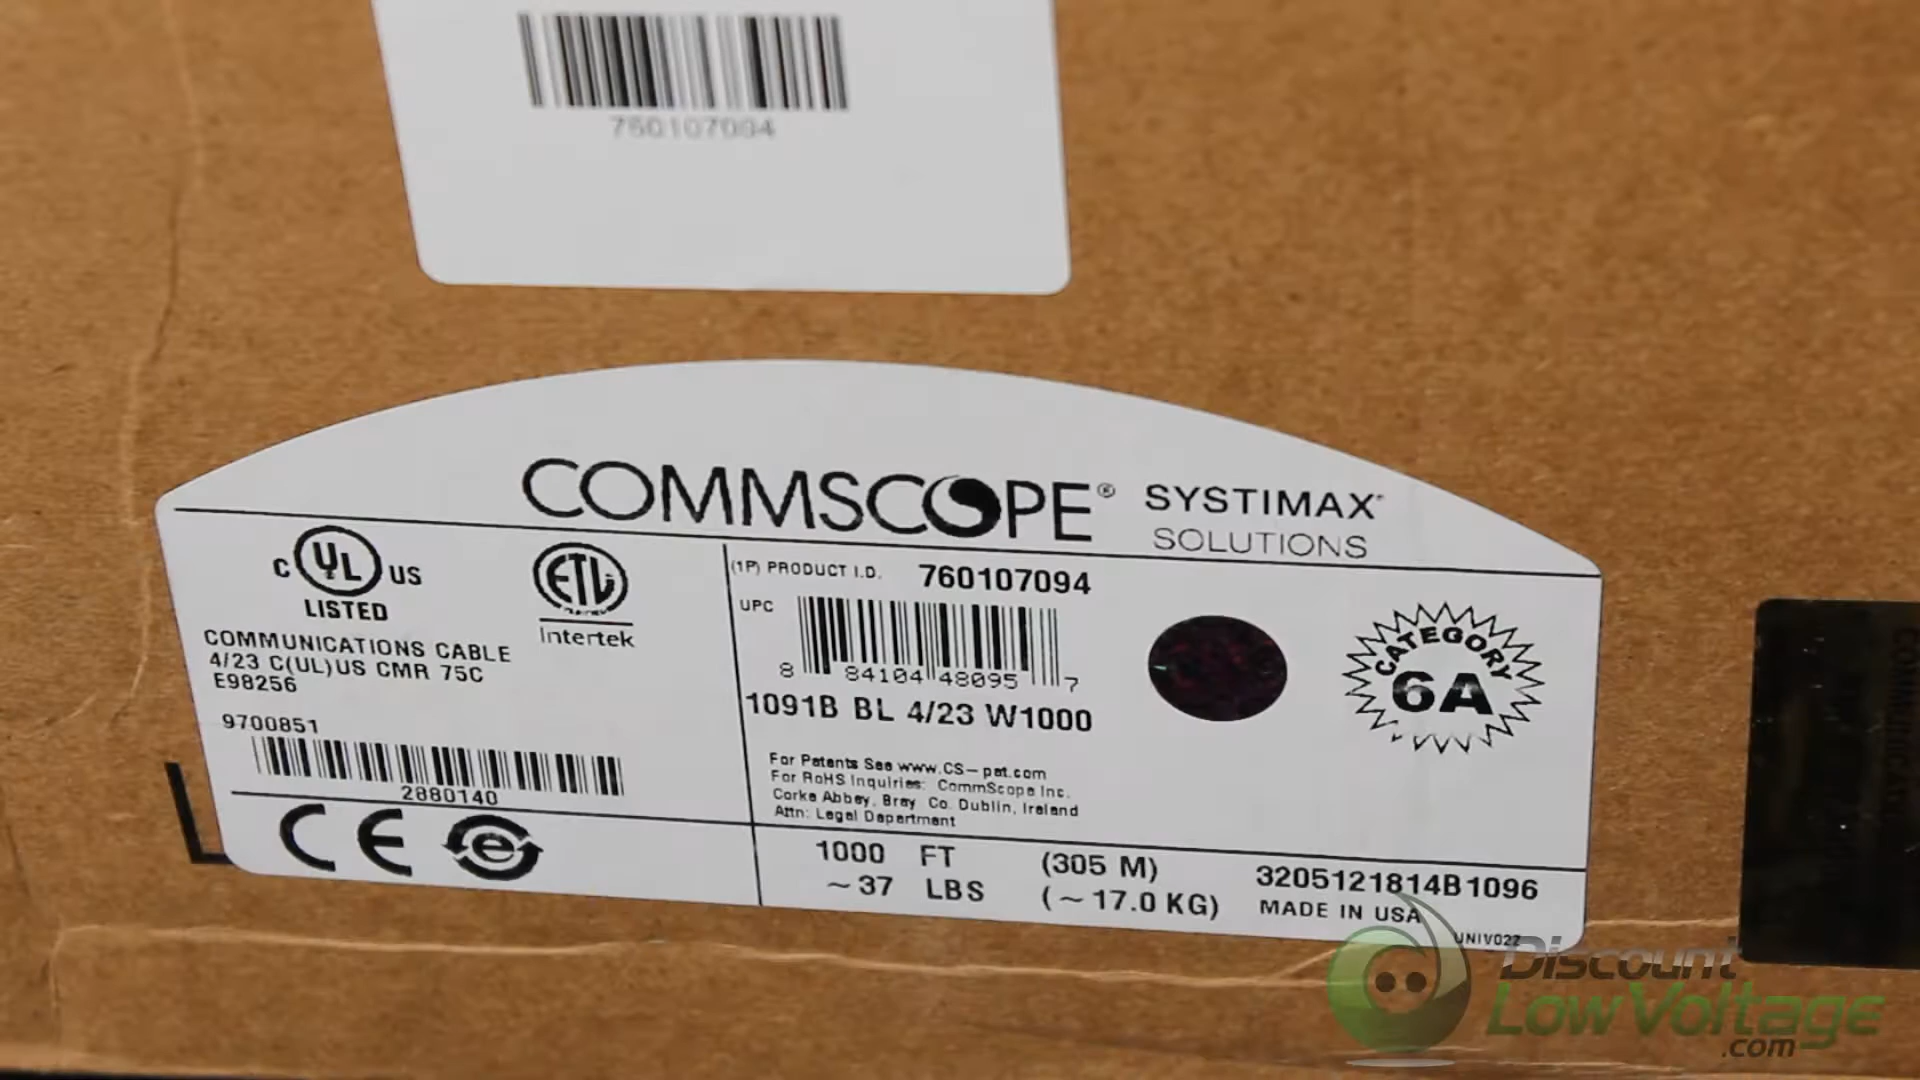 760107094
COMMSCOPE® SYSTIMAX®
SOLUTIONS
C UL US
LISTED
ETL
Intertek
COMMUNICATIONS CABLE
4/23 C(UL)US CMR 75C
E98256
9700851
2880140
CE e
(1P) PRODUCT I.D. 760107094
UPC
8 84104 48095 7
1091B BL 4/23 W1000
For Patents See www.CS-pat.com
For RoHS Inquiries: CommScope Inc.
Corke Abbey, Bray Co. Dublin, Ireland
Attn: Legal Department
CATEGORY
6A
1000 FT (305 M)
~37 LBS (~17.0 KG)
3205121814B1096
MADE IN USA
UNIV022
Discount
LowVoltage
.com